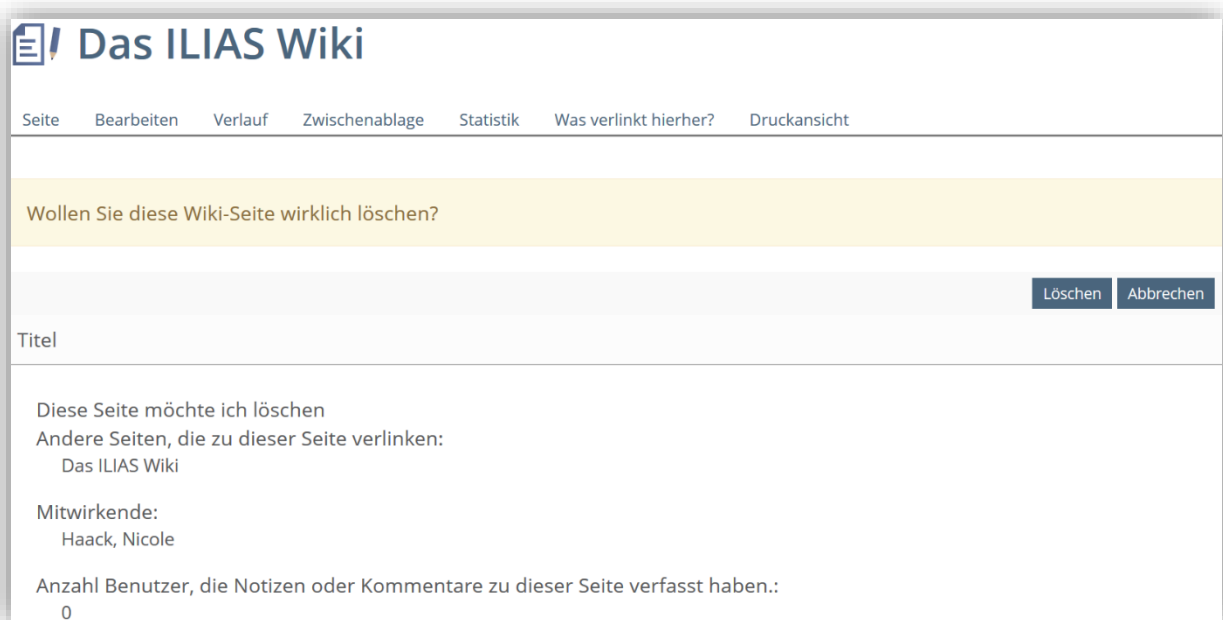 Das ILIAS Wiki
Seite Bearbeiten Verlauf Zwischenablage Statistik Was verlinkt hierher? Druckansicht
Wollen Sie diese Wiki-Seite wirklich löschen?
Löschen Abbrechen
Titel
Diese Seite möchte ich löschen
Andere Seiten, die zu dieser Seite verlinken:
Das ILIAS Wiki
Mitwirkende:
Haack, Nicole
Anzahl Benutzer, die Notizen oder Kommentare zu dieser Seite verfasst haben.:
0